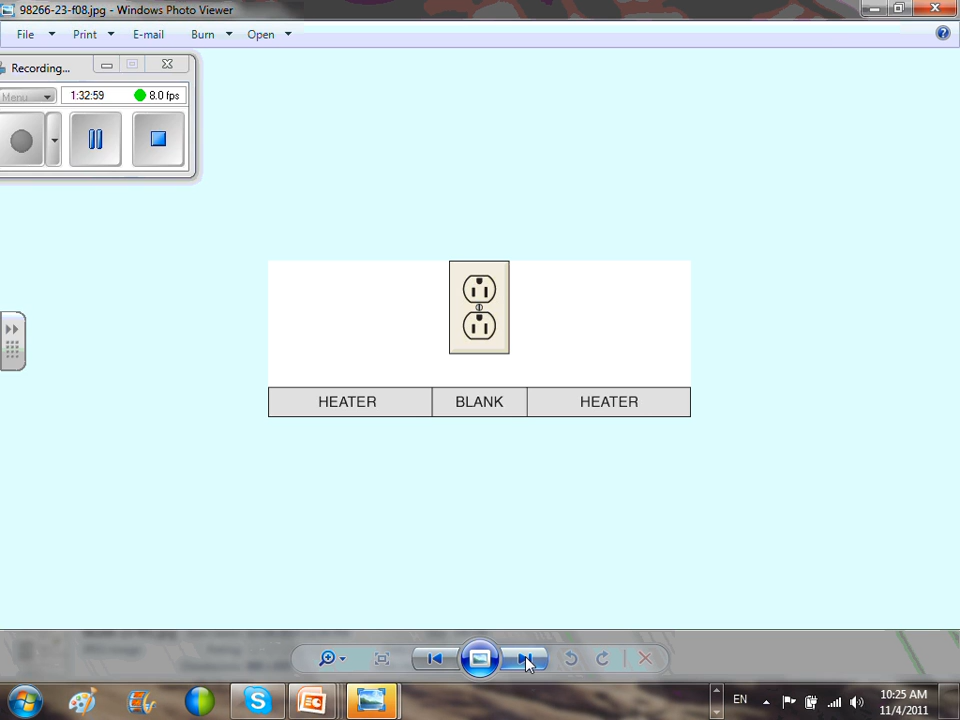 98266-23-f08.jpg - Windows Photo Viewer
File Print E-mail Burn Open
Recording...
Menu 1:32:59 8.0 fps
HEATER BLANK HEATER
EN 10:25 AM
11/4/2011